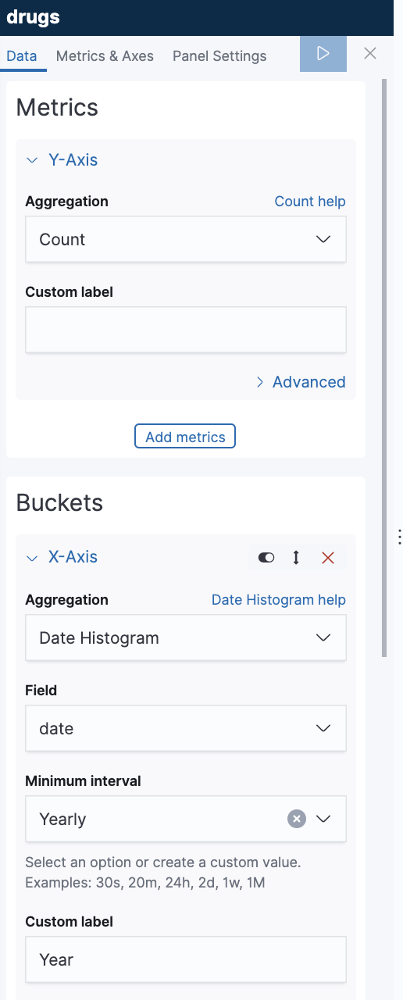 drugs
Data Metrics & Axes Panel Settings
Metrics
Y-Axis
Aggregation Count help
Count
Custom label
Advanced
Add metrics
Buckets
X-Axis
Aggregation Date Histogram help
Date Histogram
Field
date
Minimum interval
Yearly
Select an option or create a custom value.
Examples: 30s, 20m, 24h, 2d, 1w, 1M
Custom label
Year